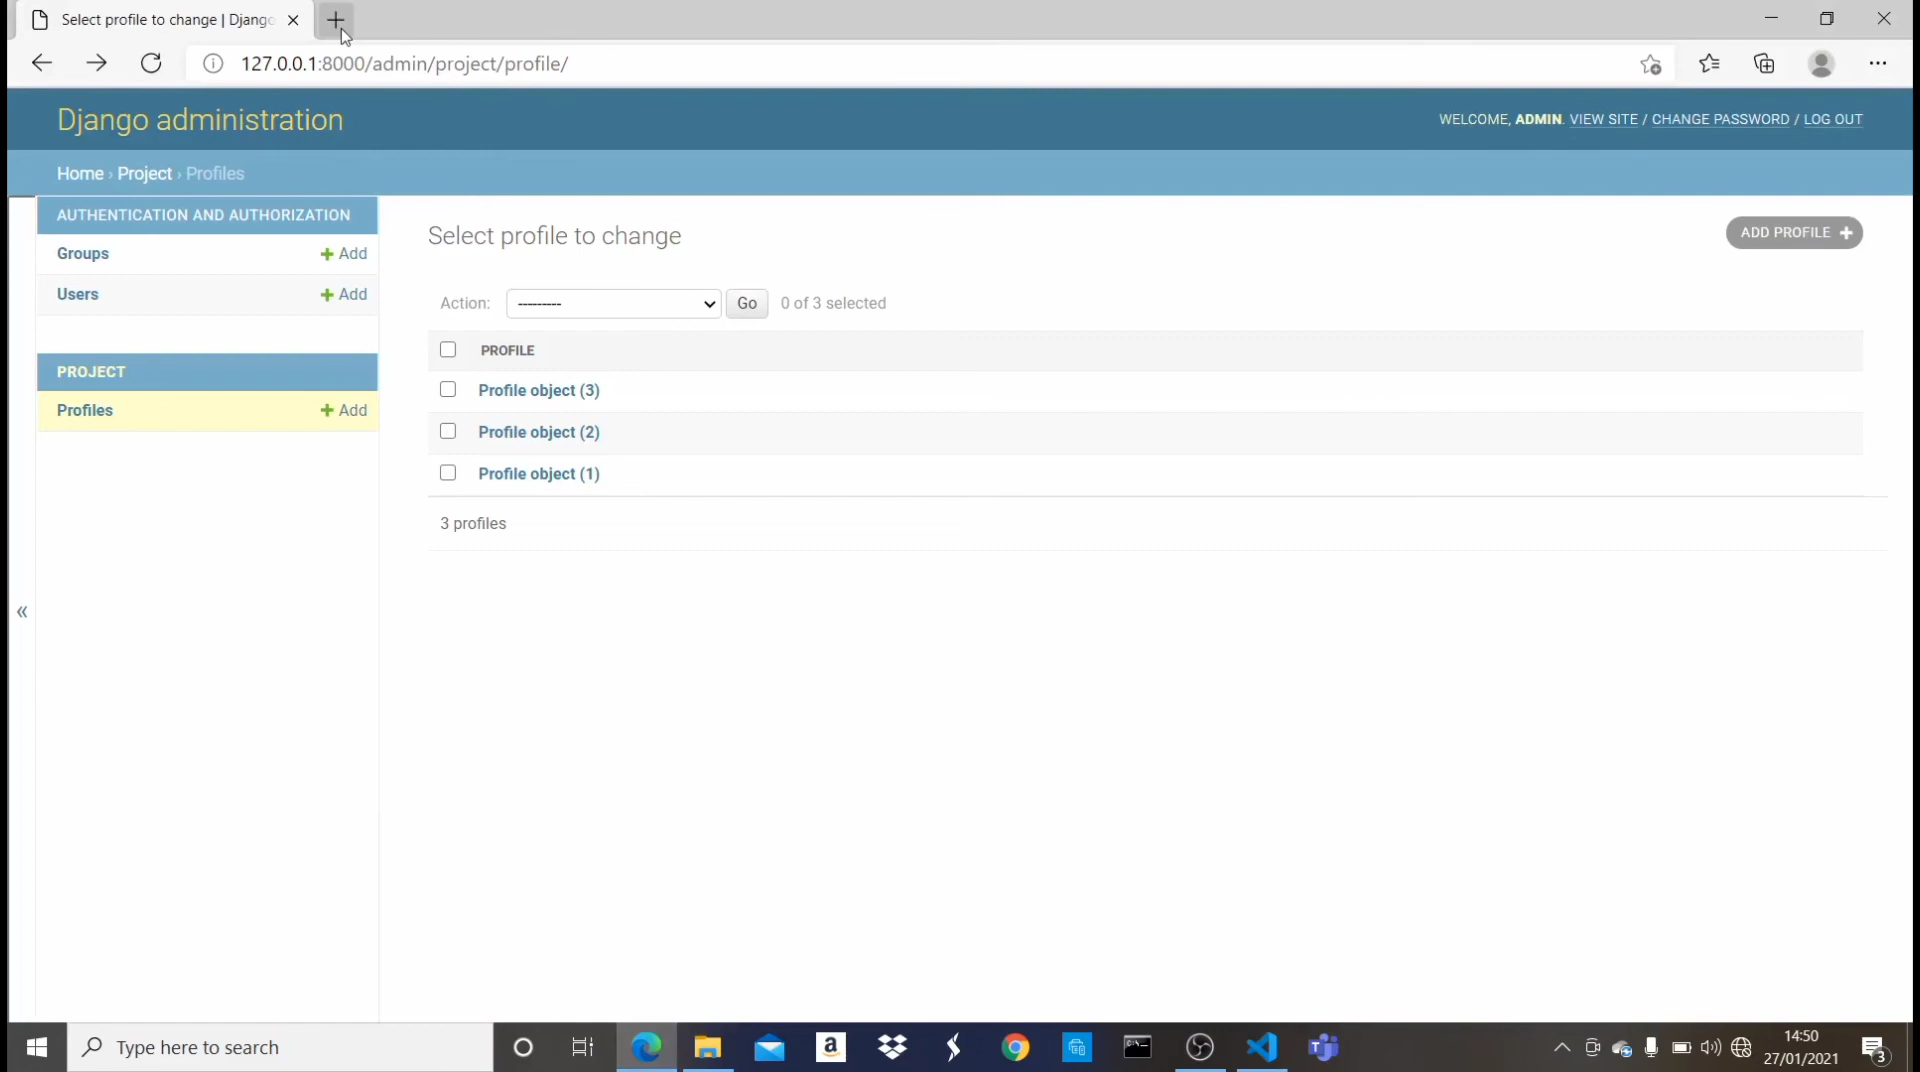 Select profile to change | Django
127.0.0.1:8000/admin/project/profile/
Django administration
WELCOME, ADMIN. VIEW SITE / CHANGE PASSWORD / LOG OUT
Home › Project › Profiles
AUTHENTICATION AND AUTHORIZATION
Groups + Add
Users + Add
PROJECT
Profiles + Add
«
Select profile to change
ADD PROFILE +
Action: --------- Go 0 of 3 selected
PROFILE
Profile object (3)
Profile object (2)
Profile object (1)
3 profiles
Type here to search
a
C:\
T
14:50
27/01/2021
3